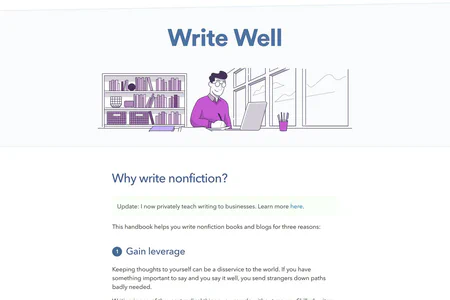 Write Well
Why write nonfiction?
Update: I now privately teach writing to businesses. Learn more here.
This handbook helps you write nonfiction books and blogs for three reasons:
1 Gain leverage
Keeping thoughts to yourself can be a disservice to the world. If you have
something important to say and you say it well, you send strangers down paths
badly needed.